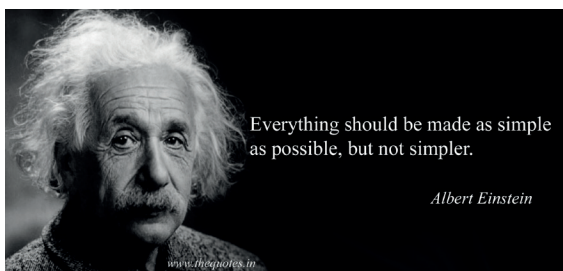 Everything should be made as simple
as possible, but not simpler.
Albert Einstein
www.thequotes.in